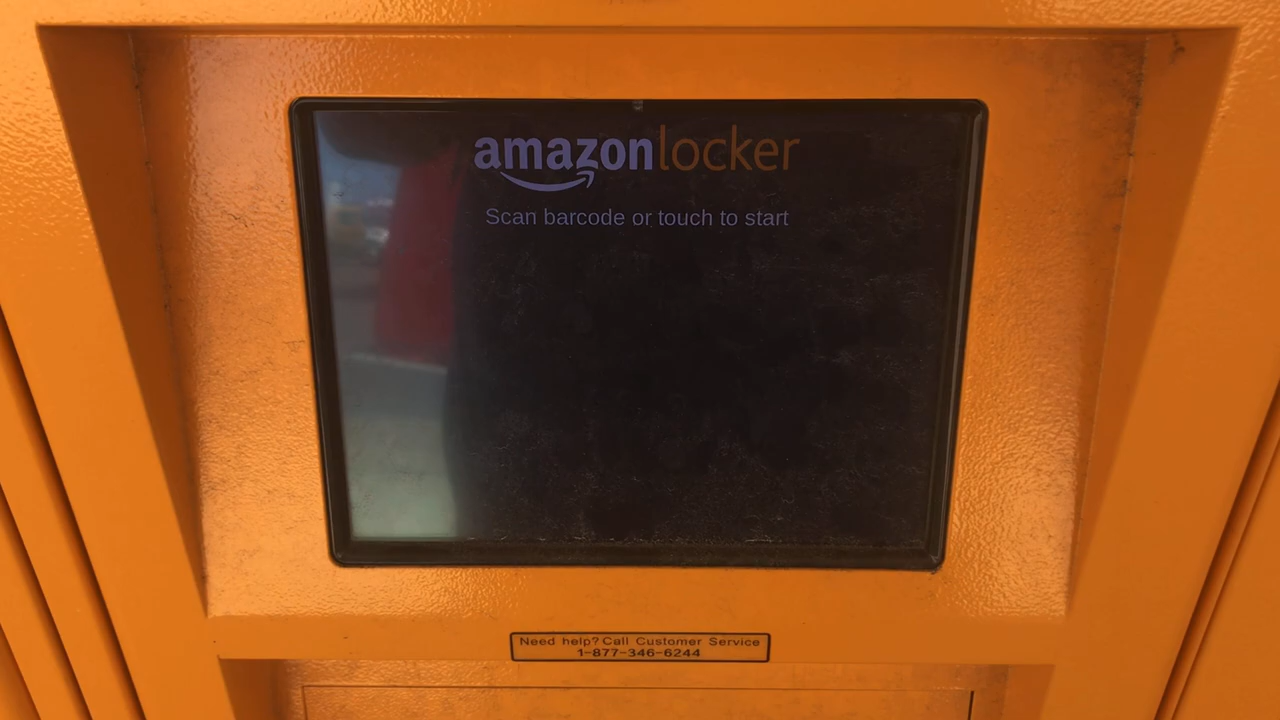 amazonlocker
Scan barcode or touch to start
Need help? Call Customer Service
1-877-346-6244